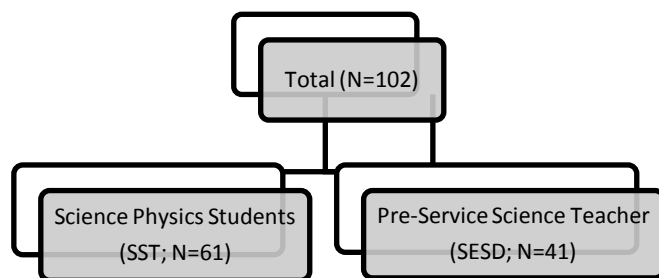 Total (N=102)
Science Physics Students
(SST; N=61)
Pre-Service Science Teacher
(SESD; N=41)